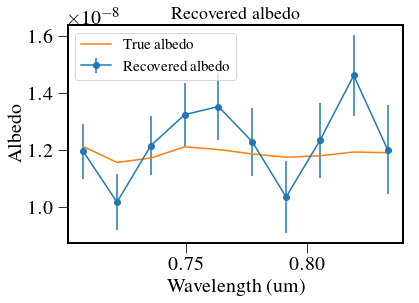 Recovered albedo
×10⁻⁸
True albedo
Recovered albedo
1.6
1.4
1.2
1.0
Albedo
0.75 0.80
Wavelength (um)